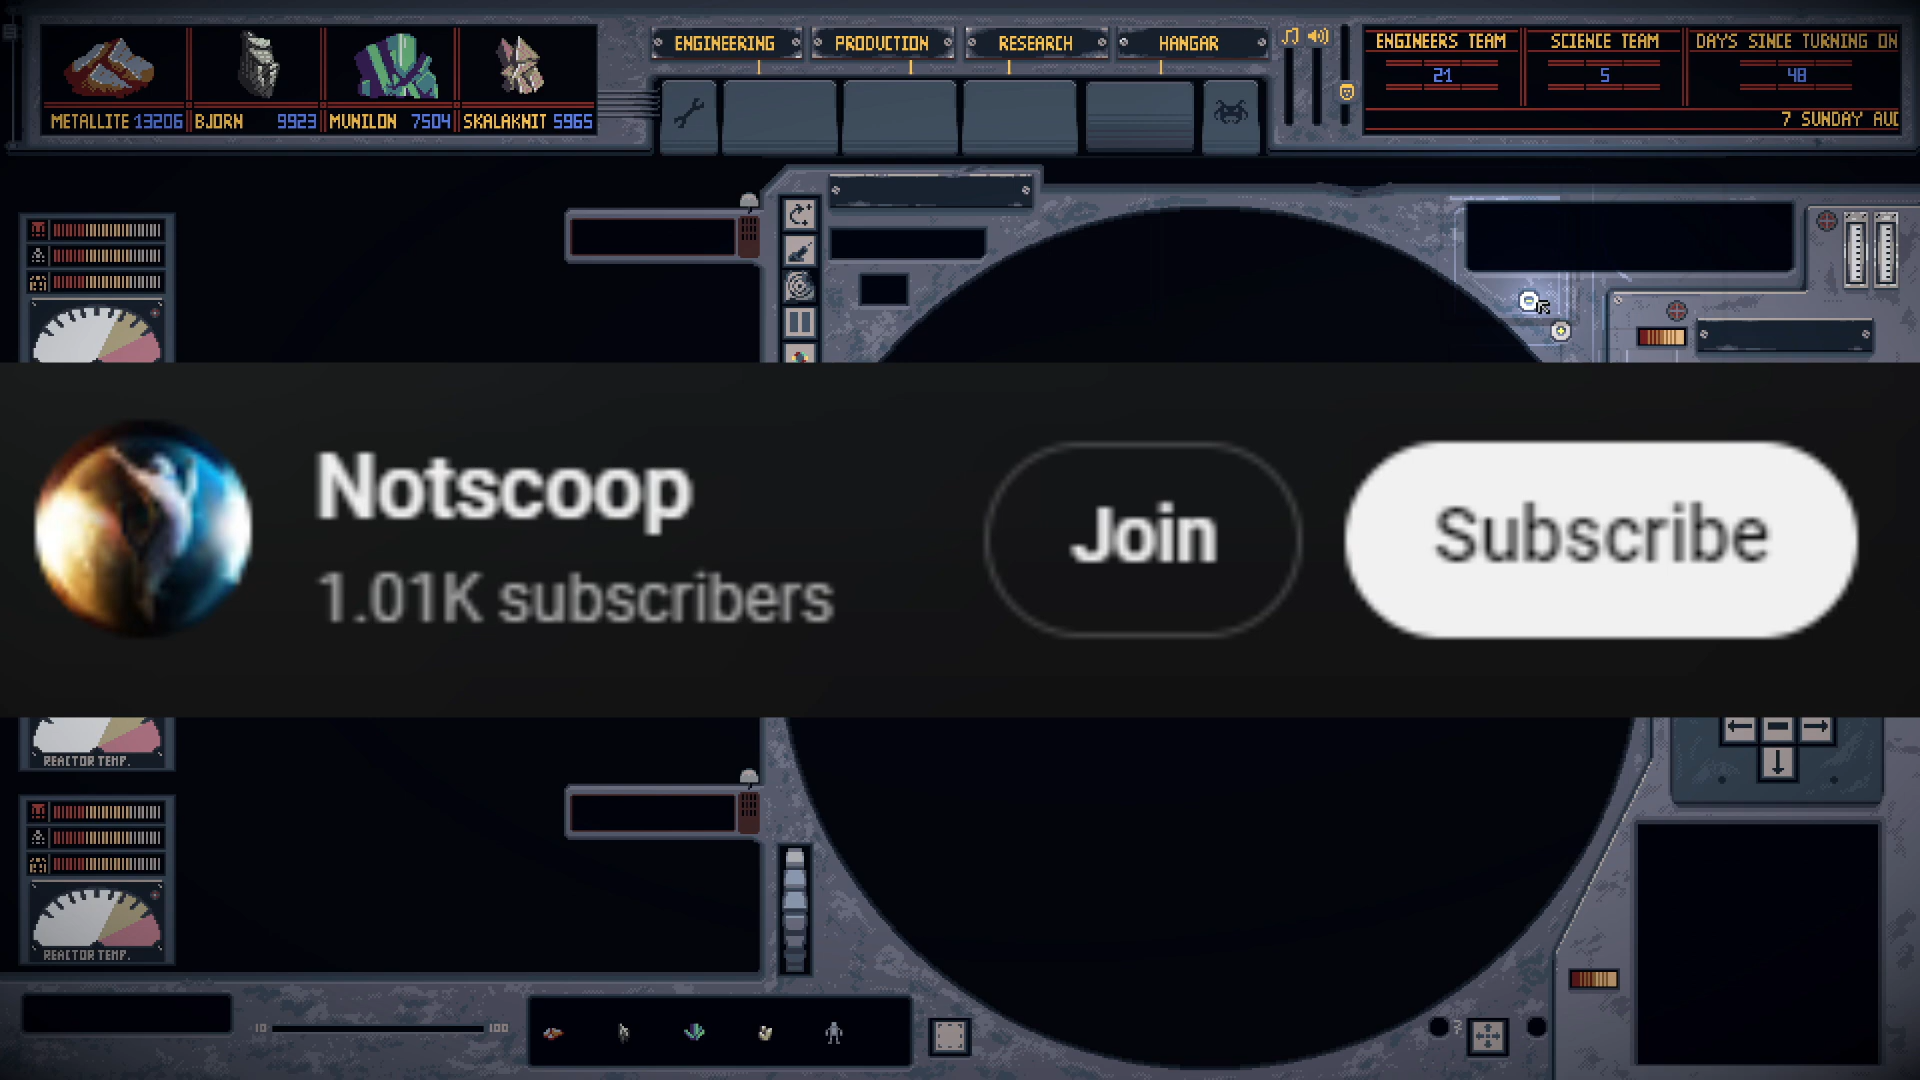 ENGINEERING PRODUCTION RESEARCH HANGAR
ENGINEERS TEAM SCIENCE TEAM DAYS SINCE TURNING ON
21 5 48
METALLITE 13206 BJORN 9923 MUNILON 7504 SKALAKNIT 5965
7 SUNDAY AUG
Notscoop
1.01K subscribers
Join
Subscribe
REACTOR TEMP.
REACTOR TEMP.
10 100